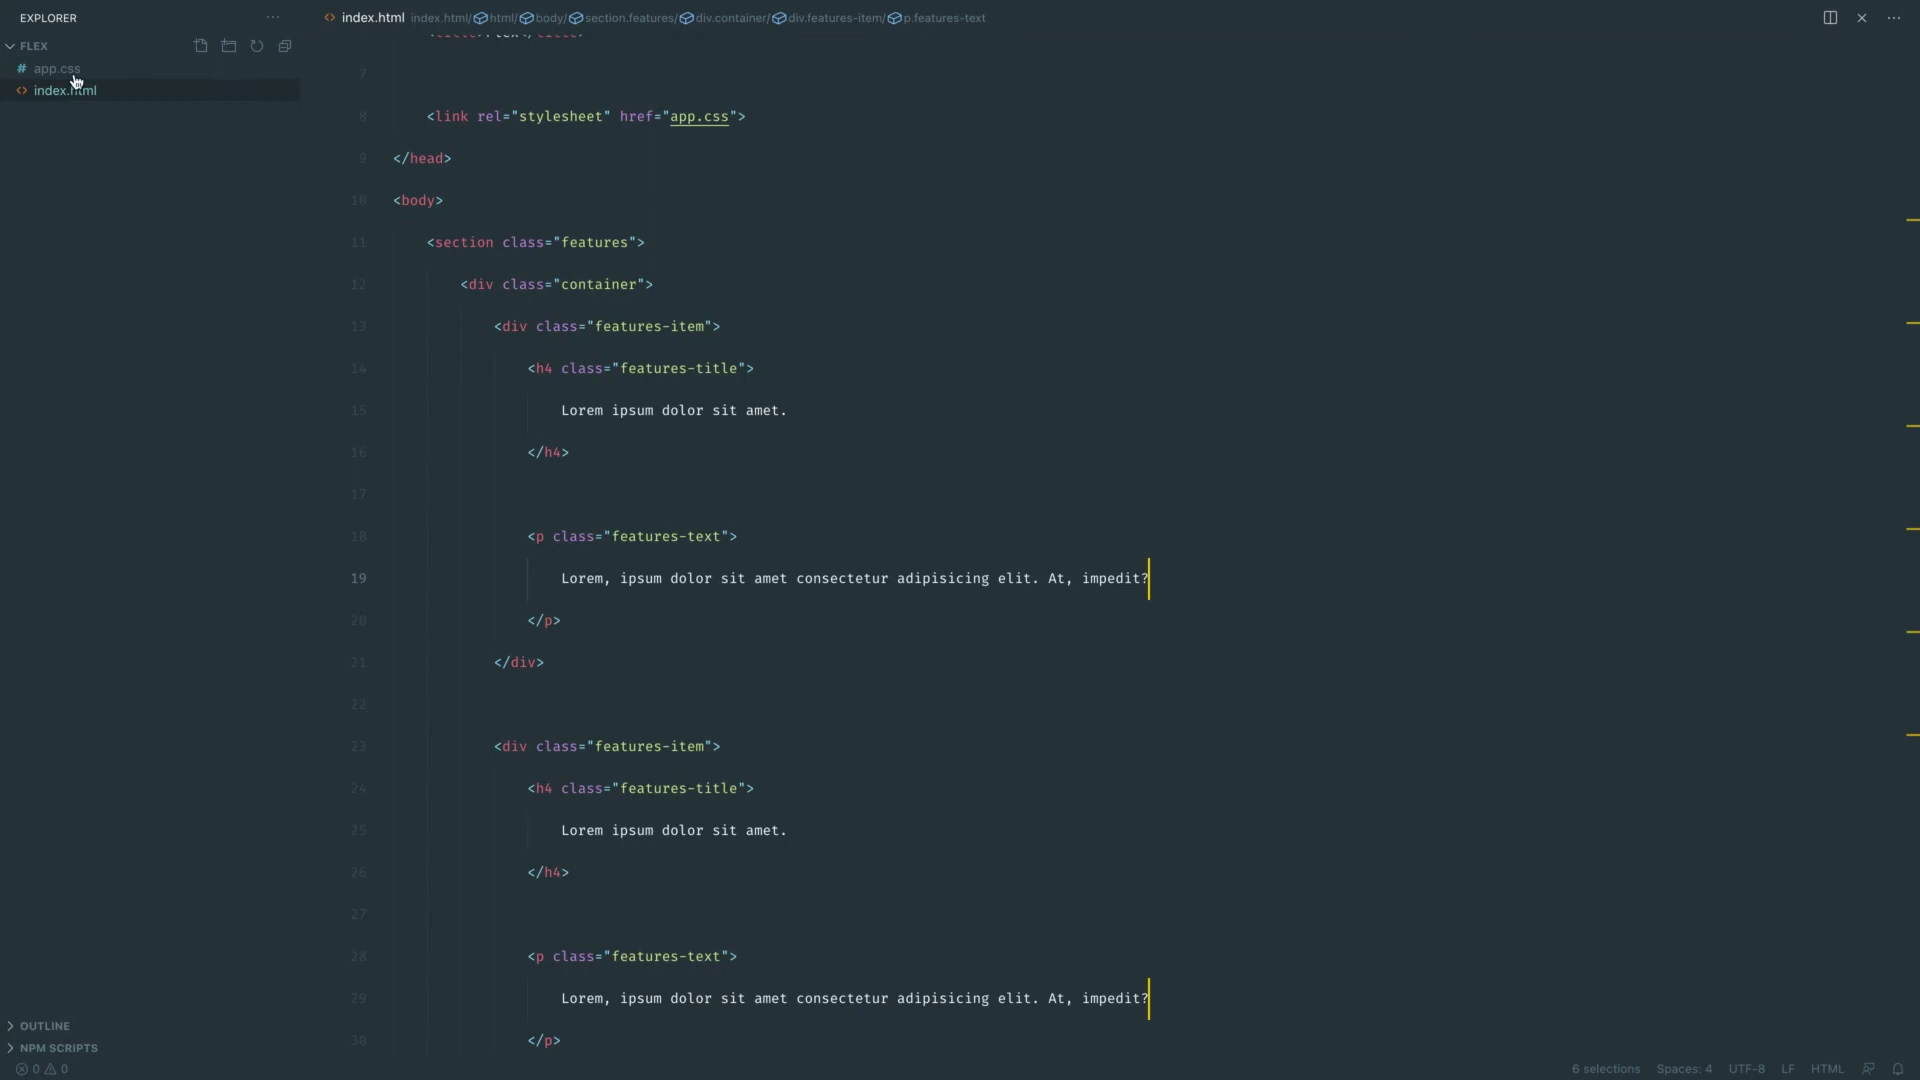 EXPLORER
FLEX
# app.css
<> index.html
OUTLINE
NPM SCRIPTS
0 0
<> index.html index.html/html/body/section.features/div.container/div.features-item/p.features-text
7
8 <link rel="stylesheet" href="app.css">
9 </head>
10 <body>
11 <section class="features">
12 <div class="container">
13 <div class="features-item">
14 <h4 class="features-title">
15 Lorem ipsum dolor sit amet.
16 </h4>
17
18 <p class="features-text">
19 Lorem, ipsum dolor sit amet consectetur adipisicing elit. At, impedit?
20 </p>
21 </div>
22
23 <div class="features-item">
24 <h4 class="features-title">
25 Lorem ipsum dolor sit amet.
26 </h4>
27
28 <p class="features-text">
29 Lorem, ipsum dolor sit amet consectetur adipisicing elit. At, impedit?
30 </p>
6 selections Spaces: 4 UTF-8 LF HTML